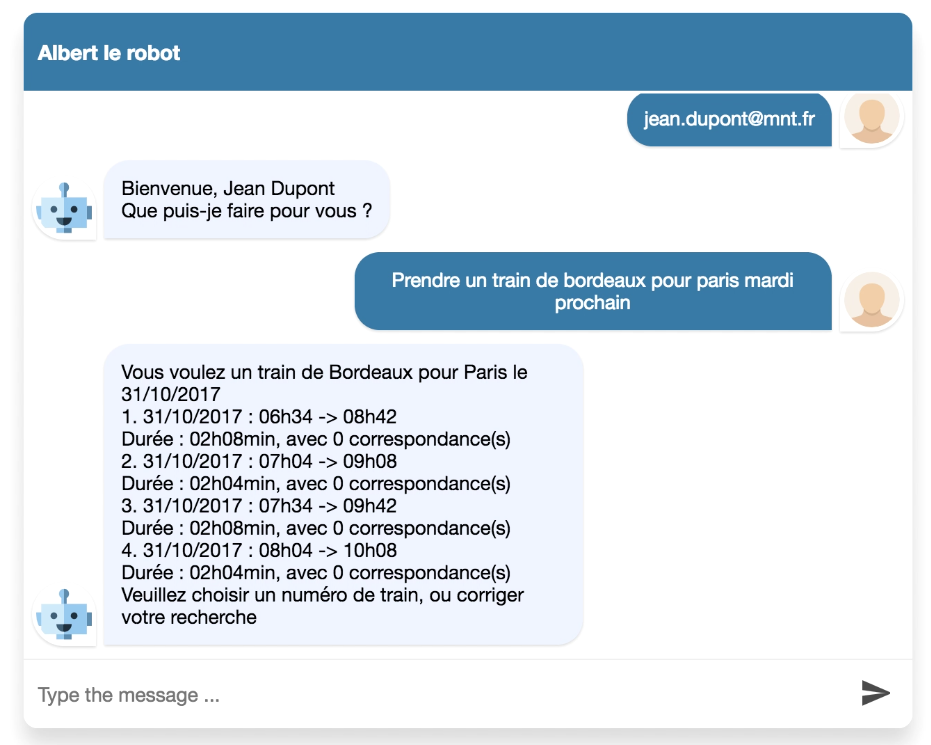 Albert le robot
jean.dupont@mnt.fr
Bienvenue, Jean Dupont
Que puis-je faire pour vous ?
Prendre un train de bordeaux pour paris mardi
prochain
Vous voulez un train de Bordeaux pour Paris le
31/10/2017
1. 31/10/2017 : 06h34 -> 08h42
Durée : 02h08min, avec 0 correspondance(s)
2. 31/10/2017 : 07h04 -> 09h08
Durée : 02h04min, avec 0 correspondance(s)
3. 31/10/2017 : 07h34 -> 09h42
Durée : 02h08min, avec 0 correspondance(s)
4. 31/10/2017 : 08h04 -> 10h08
Durée : 02h04min, avec 0 correspondance(s)
Veuillez choisir un numéro de train, ou corriger
votre recherche
Type the message ...